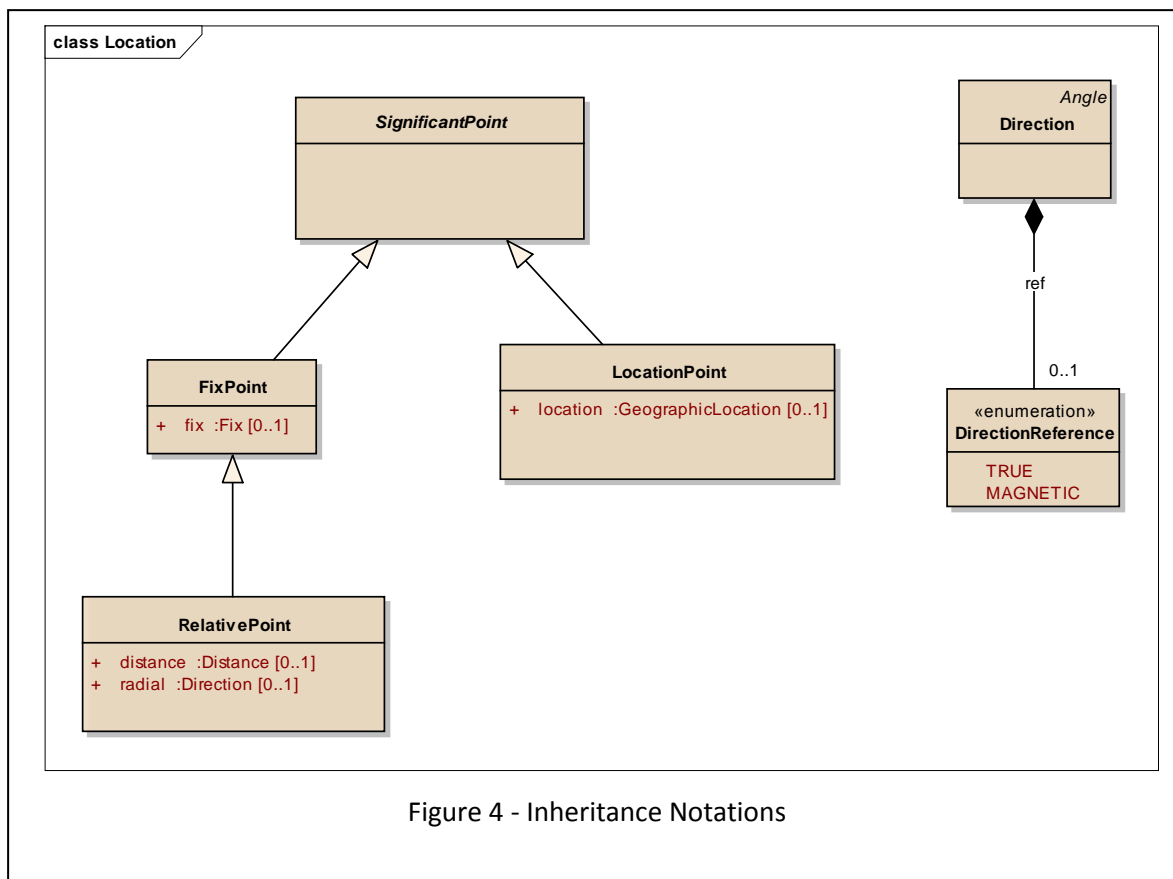 class Location
SignificantPoint
Angle
Direction
ref
0..1
FixPoint
+ fix :Fix [0..1]
LocationPoint
+ location :GeographicLocation [0..1]
«enumeration»
DirectionReference
TRUE
MAGNETIC
RelativePoint
+ distance :Distance [0..1]
+ radial :Direction [0..1]
Figure 4 - Inheritance Notations